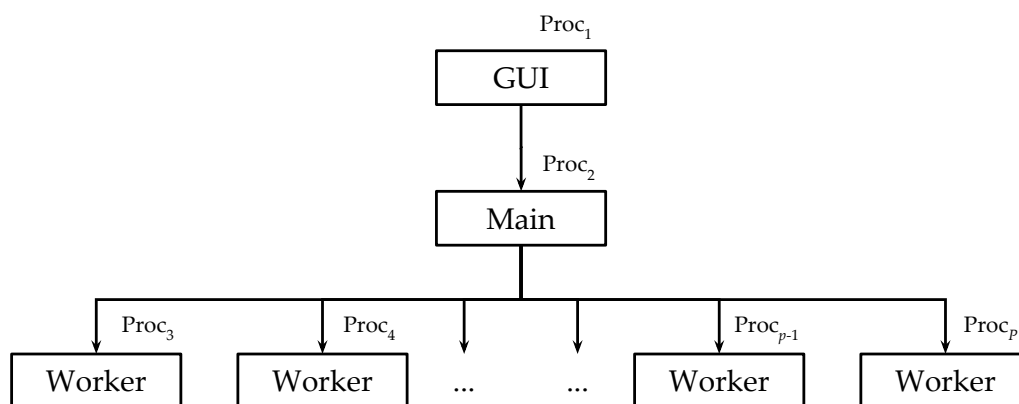 Proc₁
GUI
Proc₂
Main
Proc₃ Proc₄ Procₚ₋₁ Procₚ
Worker Worker ... ... Worker Worker